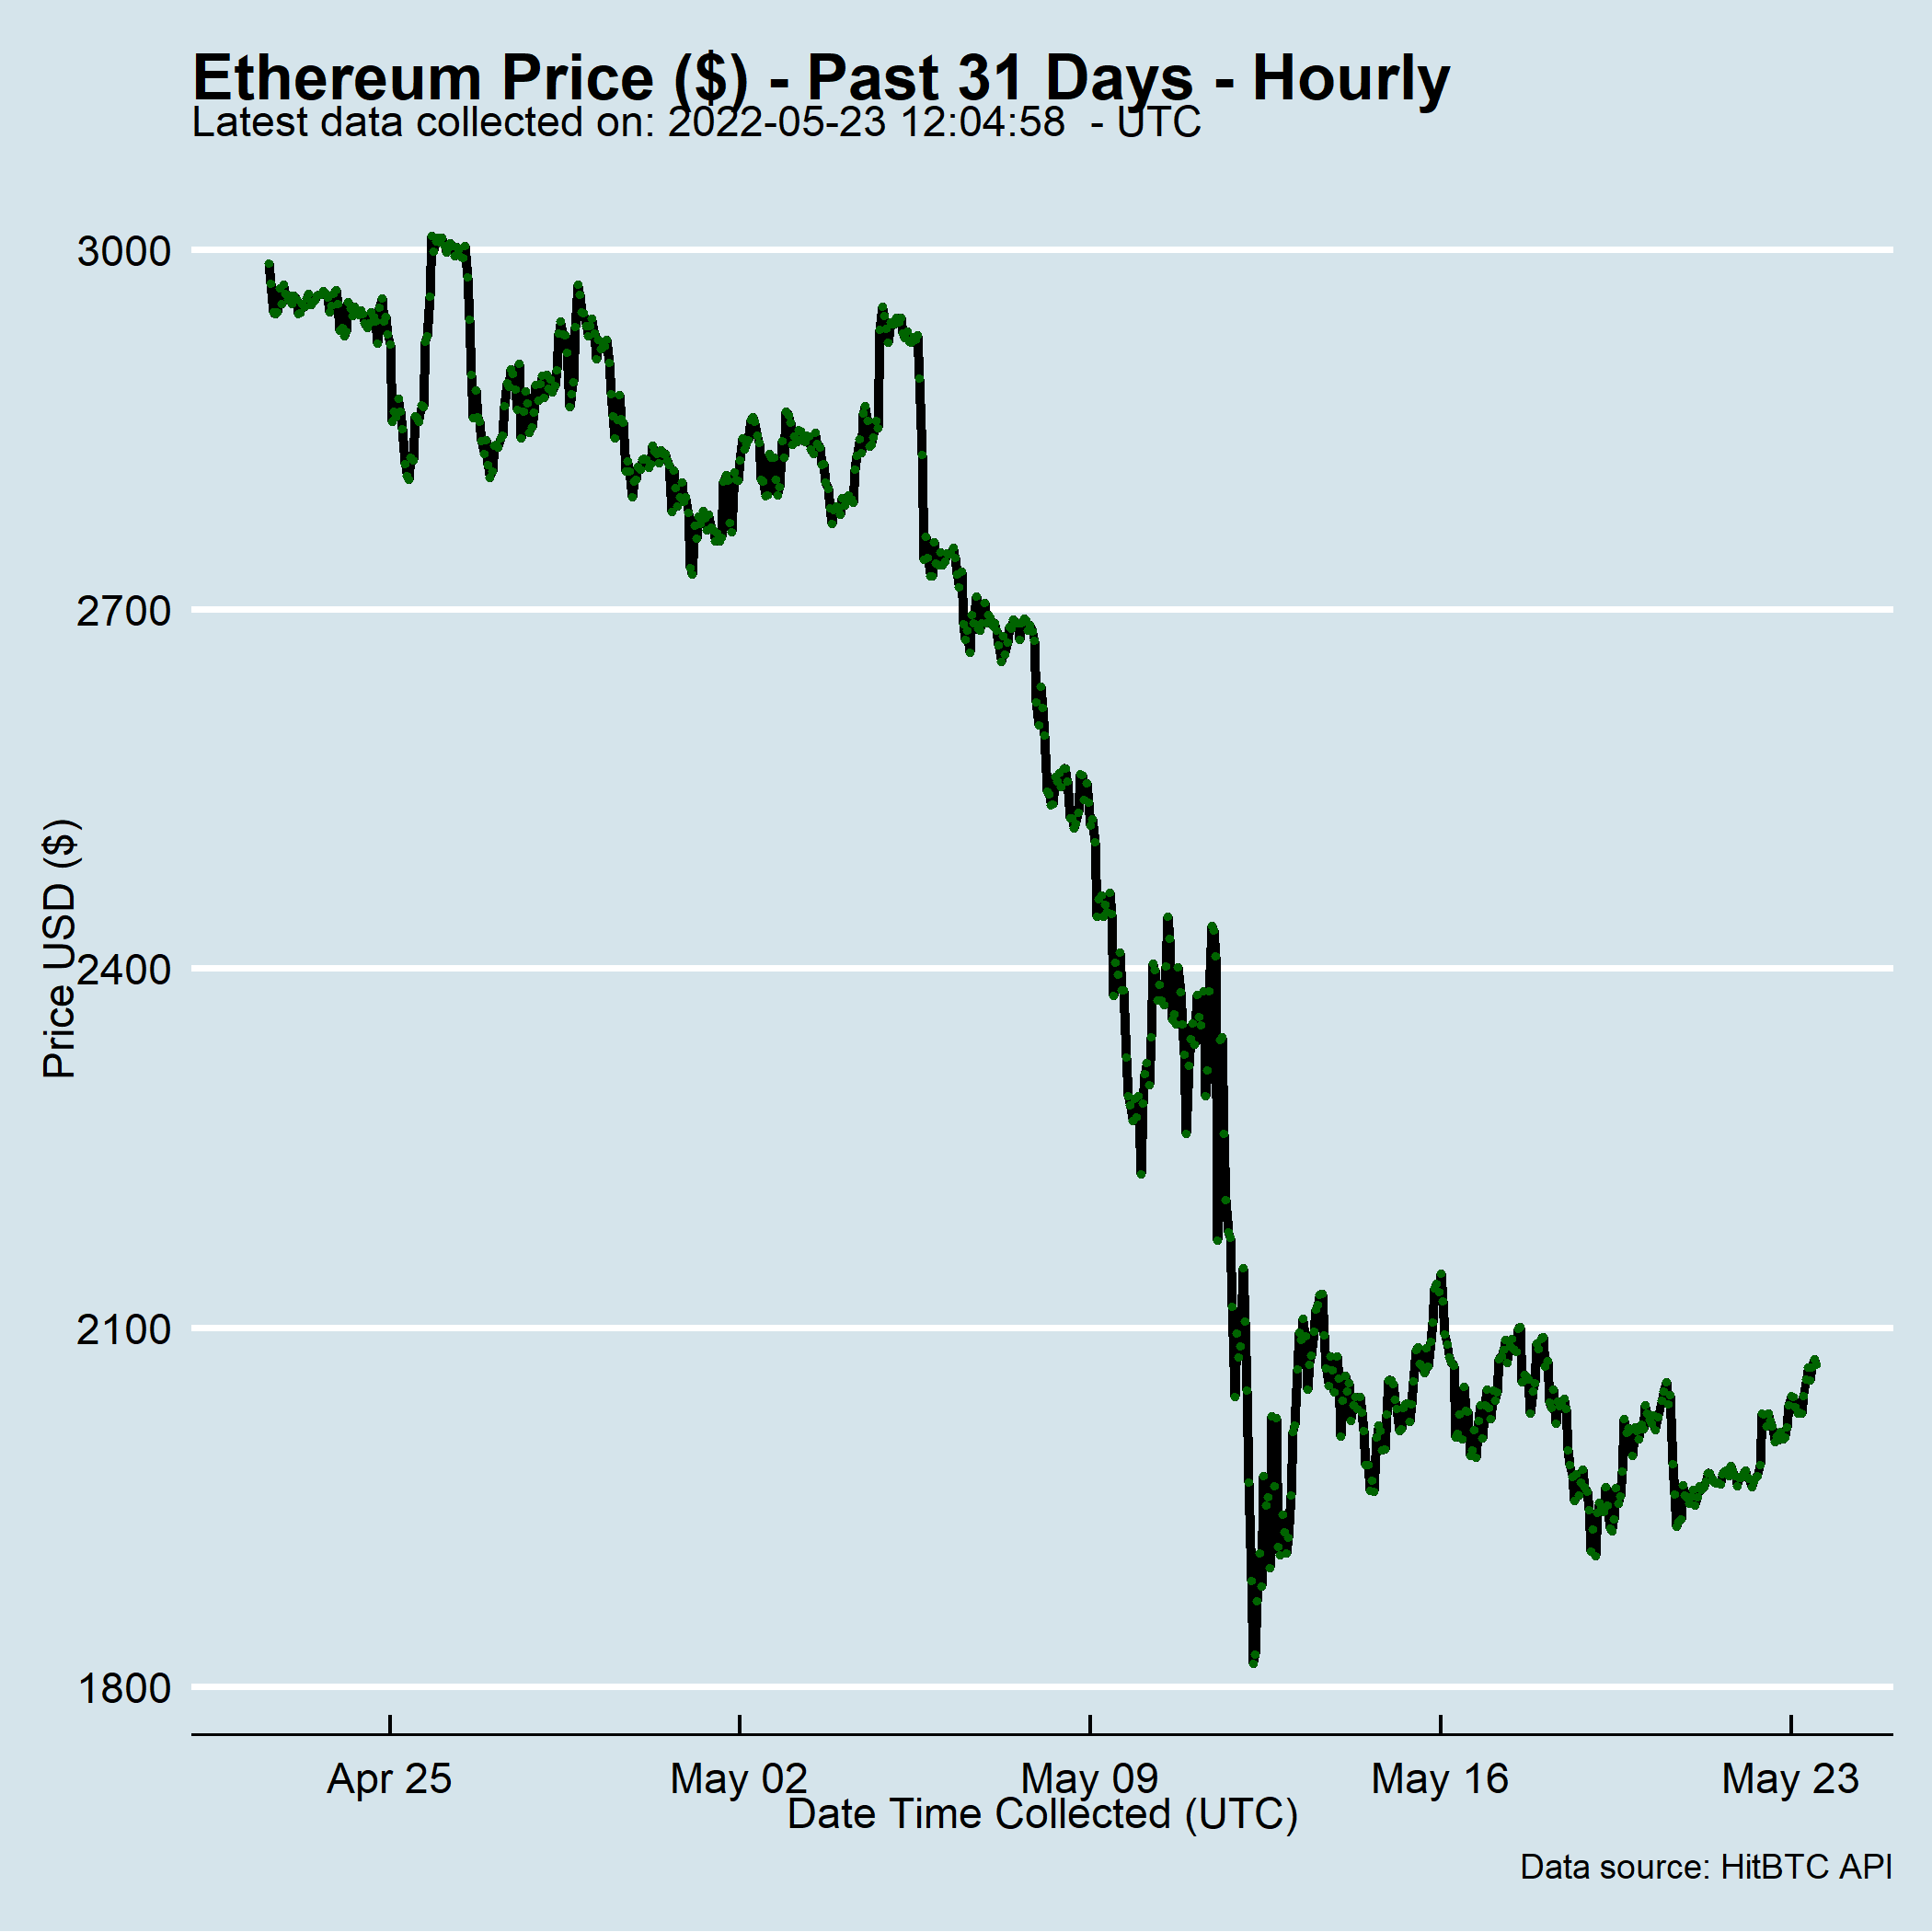 Ethereum Price ($) - Past 31 Days - Hourly
Latest data collected on: 2022-05-23 12:04:58  - UTC
3000
2700
2400
2100
1800
Price USD ($)
Apr 25
May 02
May 09
May 16
May 23
Date Time Collected (UTC)
Data source: HitBTC API